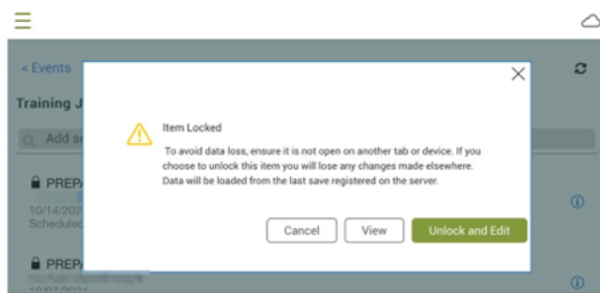 < Events
Training J
Add se
PREPA
10/14/202
Scheduled
Item Locked
To avoid data loss, ensure it is not open on another tab or device. If you
choose to unlock this item you will lose any changes made elsewhere.
Data will be loaded from the last save registered on the server.
Cancel View Unlock and Edit
PREPA
10/07/2024